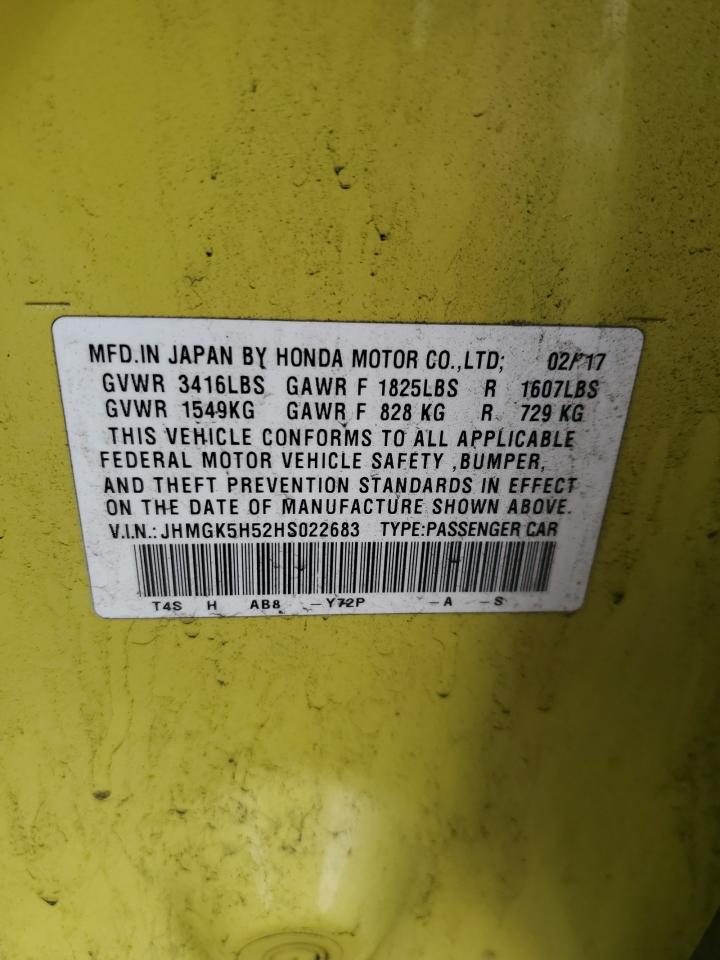 MFD.IN JAPAN BY HONDA MOTOR CO.,LTD; 02/'17
GVWR 3416LBS GAWR F 1825LBS R 1607LBS
GVWR 1549KG GAWR F 828 KG R 729 KG
THIS VEHICLE CONFORMS TO ALL APPLICABLE
FEDERAL MOTOR VEHICLE SAFETY ,BUMPER,
AND THEFT PREVENTION STANDARDS IN EFFECT
ON THE DATE OF MANUFACTURE SHOWN ABOVE.
V.I.N.: JHMGK5H52HS022683 TYPE:PASSENGER CAR
T4S H AB8 -Y72P -A -S